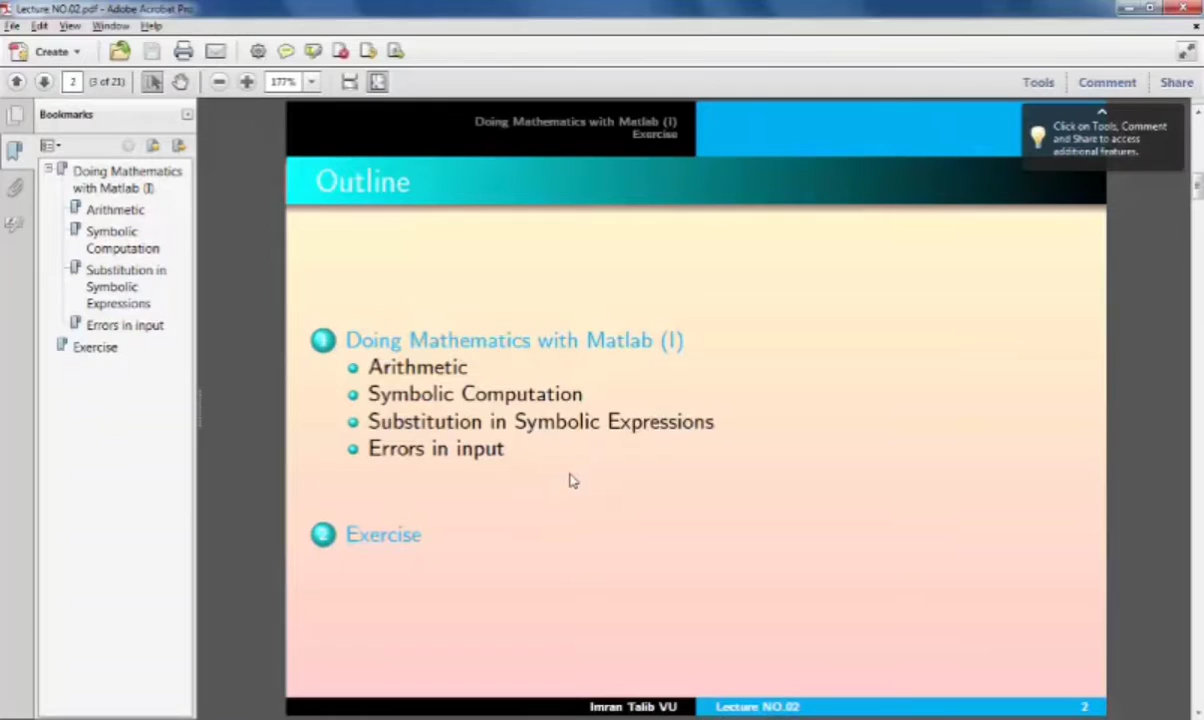 Lecture NO.02.pdf - Adobe Acrobat Pro
File Edit View Window Help
Create
2 (3 of 21) 177% Tools Comment Share
Bookmarks
Doing Mathematics
with Matlab (I)
Arithmetic
Symbolic
Computation
Substitution in
Symbolic
Expressions
Errors in input
Exercise
Doing Mathematics with Matlab (I)
Exercise
Click on Tools, Comment
and Share to access
additional features.
Outline
1 Doing Mathematics with Matlab (I)
Arithmetic
Symbolic Computation
Substitution in Symbolic Expressions
Errors in input
2 Exercise
Imran Talib VU Lecture NO.02 2